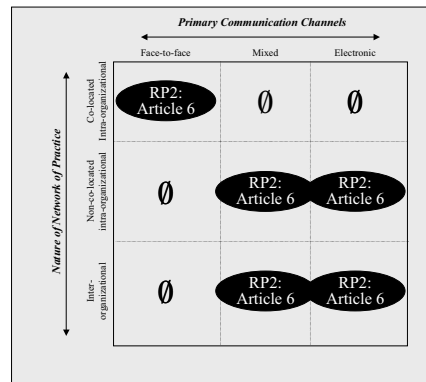 Primary Communication Channels
Face-to-face Mixed Electronic
Nature of Network of Practice
Co-located
Intra-organizational
RP2:
Article 6
Ø Ø
Non-co-located
intra-organizational
Ø
RP2:
Article 6
RP2:
Article 6
Inter-
organizational
Ø
RP2:
Article 6
RP2:
Article 6